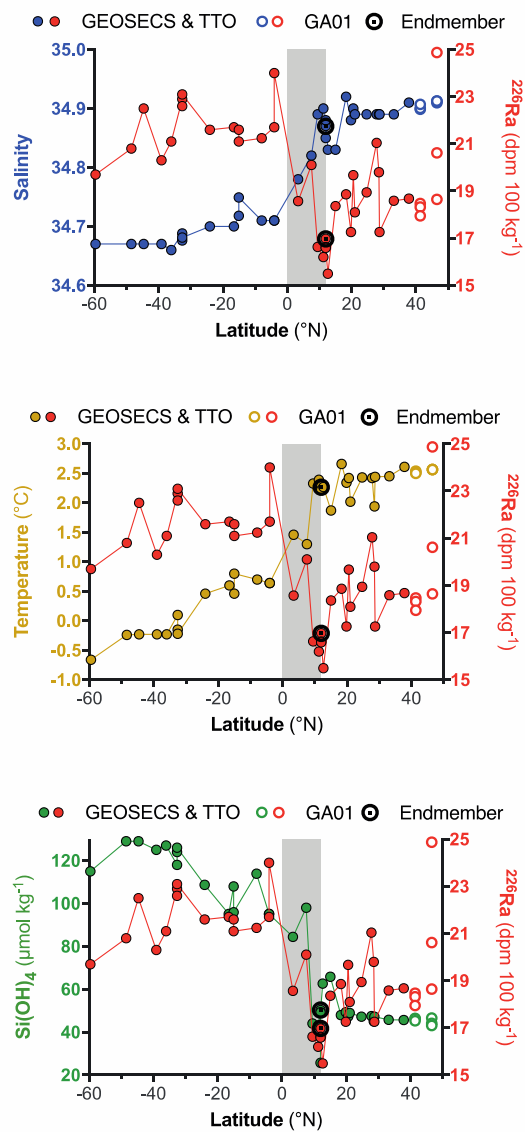 GEOSECS & TTO GA01 Endmember
35.0
34.9
34.8
34.7
34.6
Salinity
25
23
21
19
17
15
²²⁶Ra (dpm 100 kg⁻¹)
-60 -40 -20 0 20 40
Latitude (°N)
GEOSECS & TTO GA01 Endmember
3.0
2.5
2.0
1.5
1.0
0.5
0.0
-0.5
-1.0
Temperature (°C)
25
23
21
19
17
15
²²⁶Ra (dpm 100 kg⁻¹)
-60 -40 -20 0 20 40
Latitude (°N)
GEOSECS & TTO GA01 Endmember
120
100
80
60
40
20
Si(OH)₄ (μmol kg⁻¹)
25
23
21
19
17
15
²²⁶Ra (dpm 100 kg⁻¹)
-60 -40 -20 0 20 40
Latitude (°N)